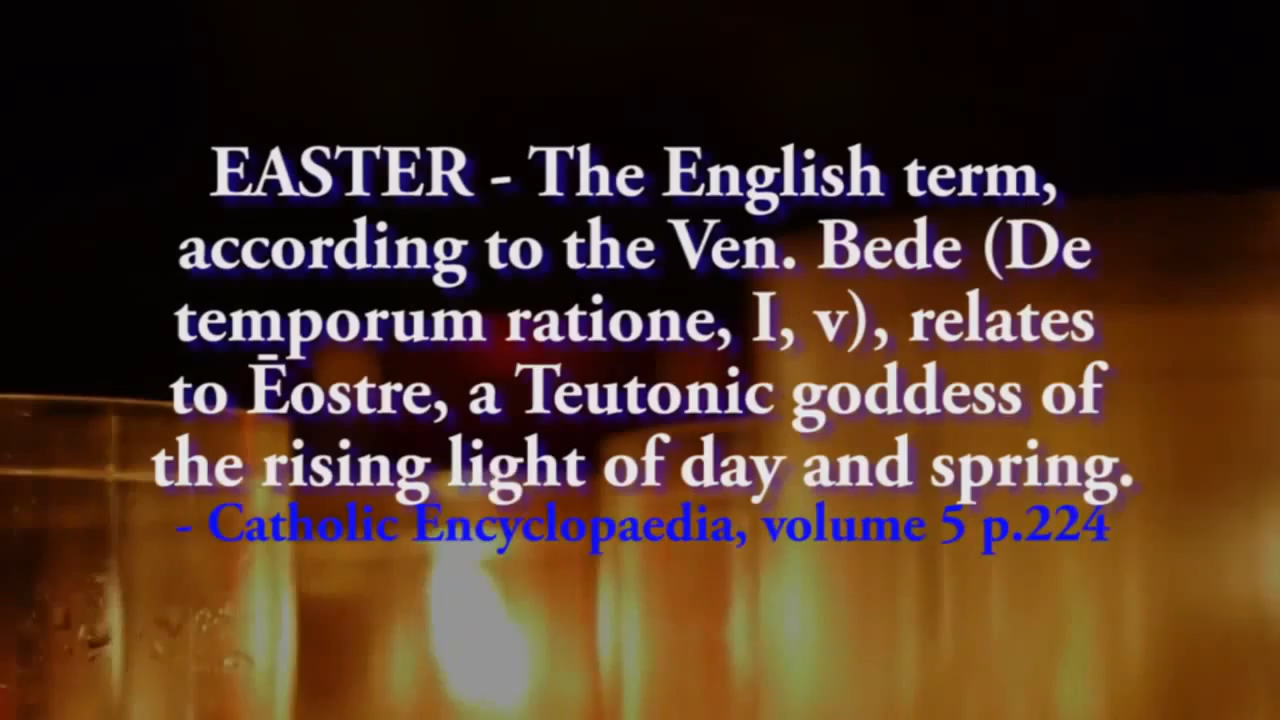 EASTER - The English term,
according to the Ven. Bede (De
temporum ratione, I, v), relates
to Ēostre, a Teutonic goddess of
the rising light of day and spring.
- Catholic Encyclopaedia, volume 5 p.224